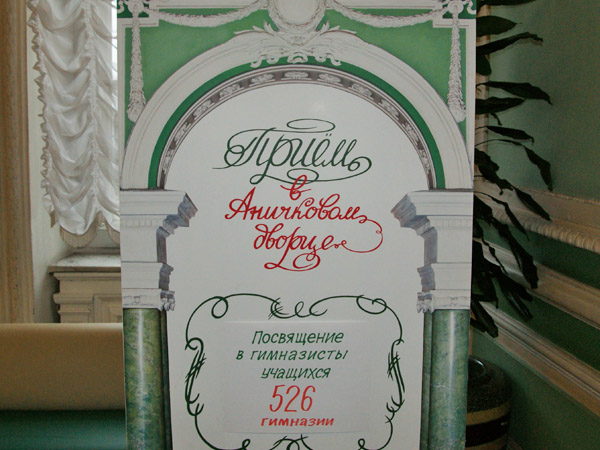 Приём
в
Аничковом
дворце
Посвящение
в гимназисты
учащихся
526
гимназии